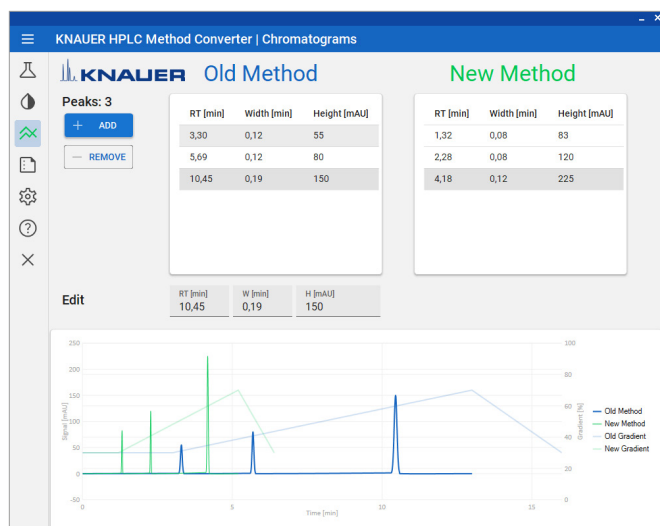 KNAUER HPLC Method Converter | Chromatograms
KNAUER Old Method New Method
Peaks: 3
+ ADD
— REMOVE
RT [min] Width [min] Height [mAU]
3,30 0,12 55
5,69 0,12 80
10,45 0,19 150
RT [min] Width [min] Height [mAU]
1,32 0,08 83
2,28 0,08 120
4,18 0,12 225
Edit
RT [min] W [min] H [mAU]
10,45 0,19 150
Signal [mAU]
250
200
150
100
50
0
-50
0 5 10 15
Time [min]
100
80
60
40
20
0
Gradient [%]
Old Method
New Method
Old Gradient
New Gradient